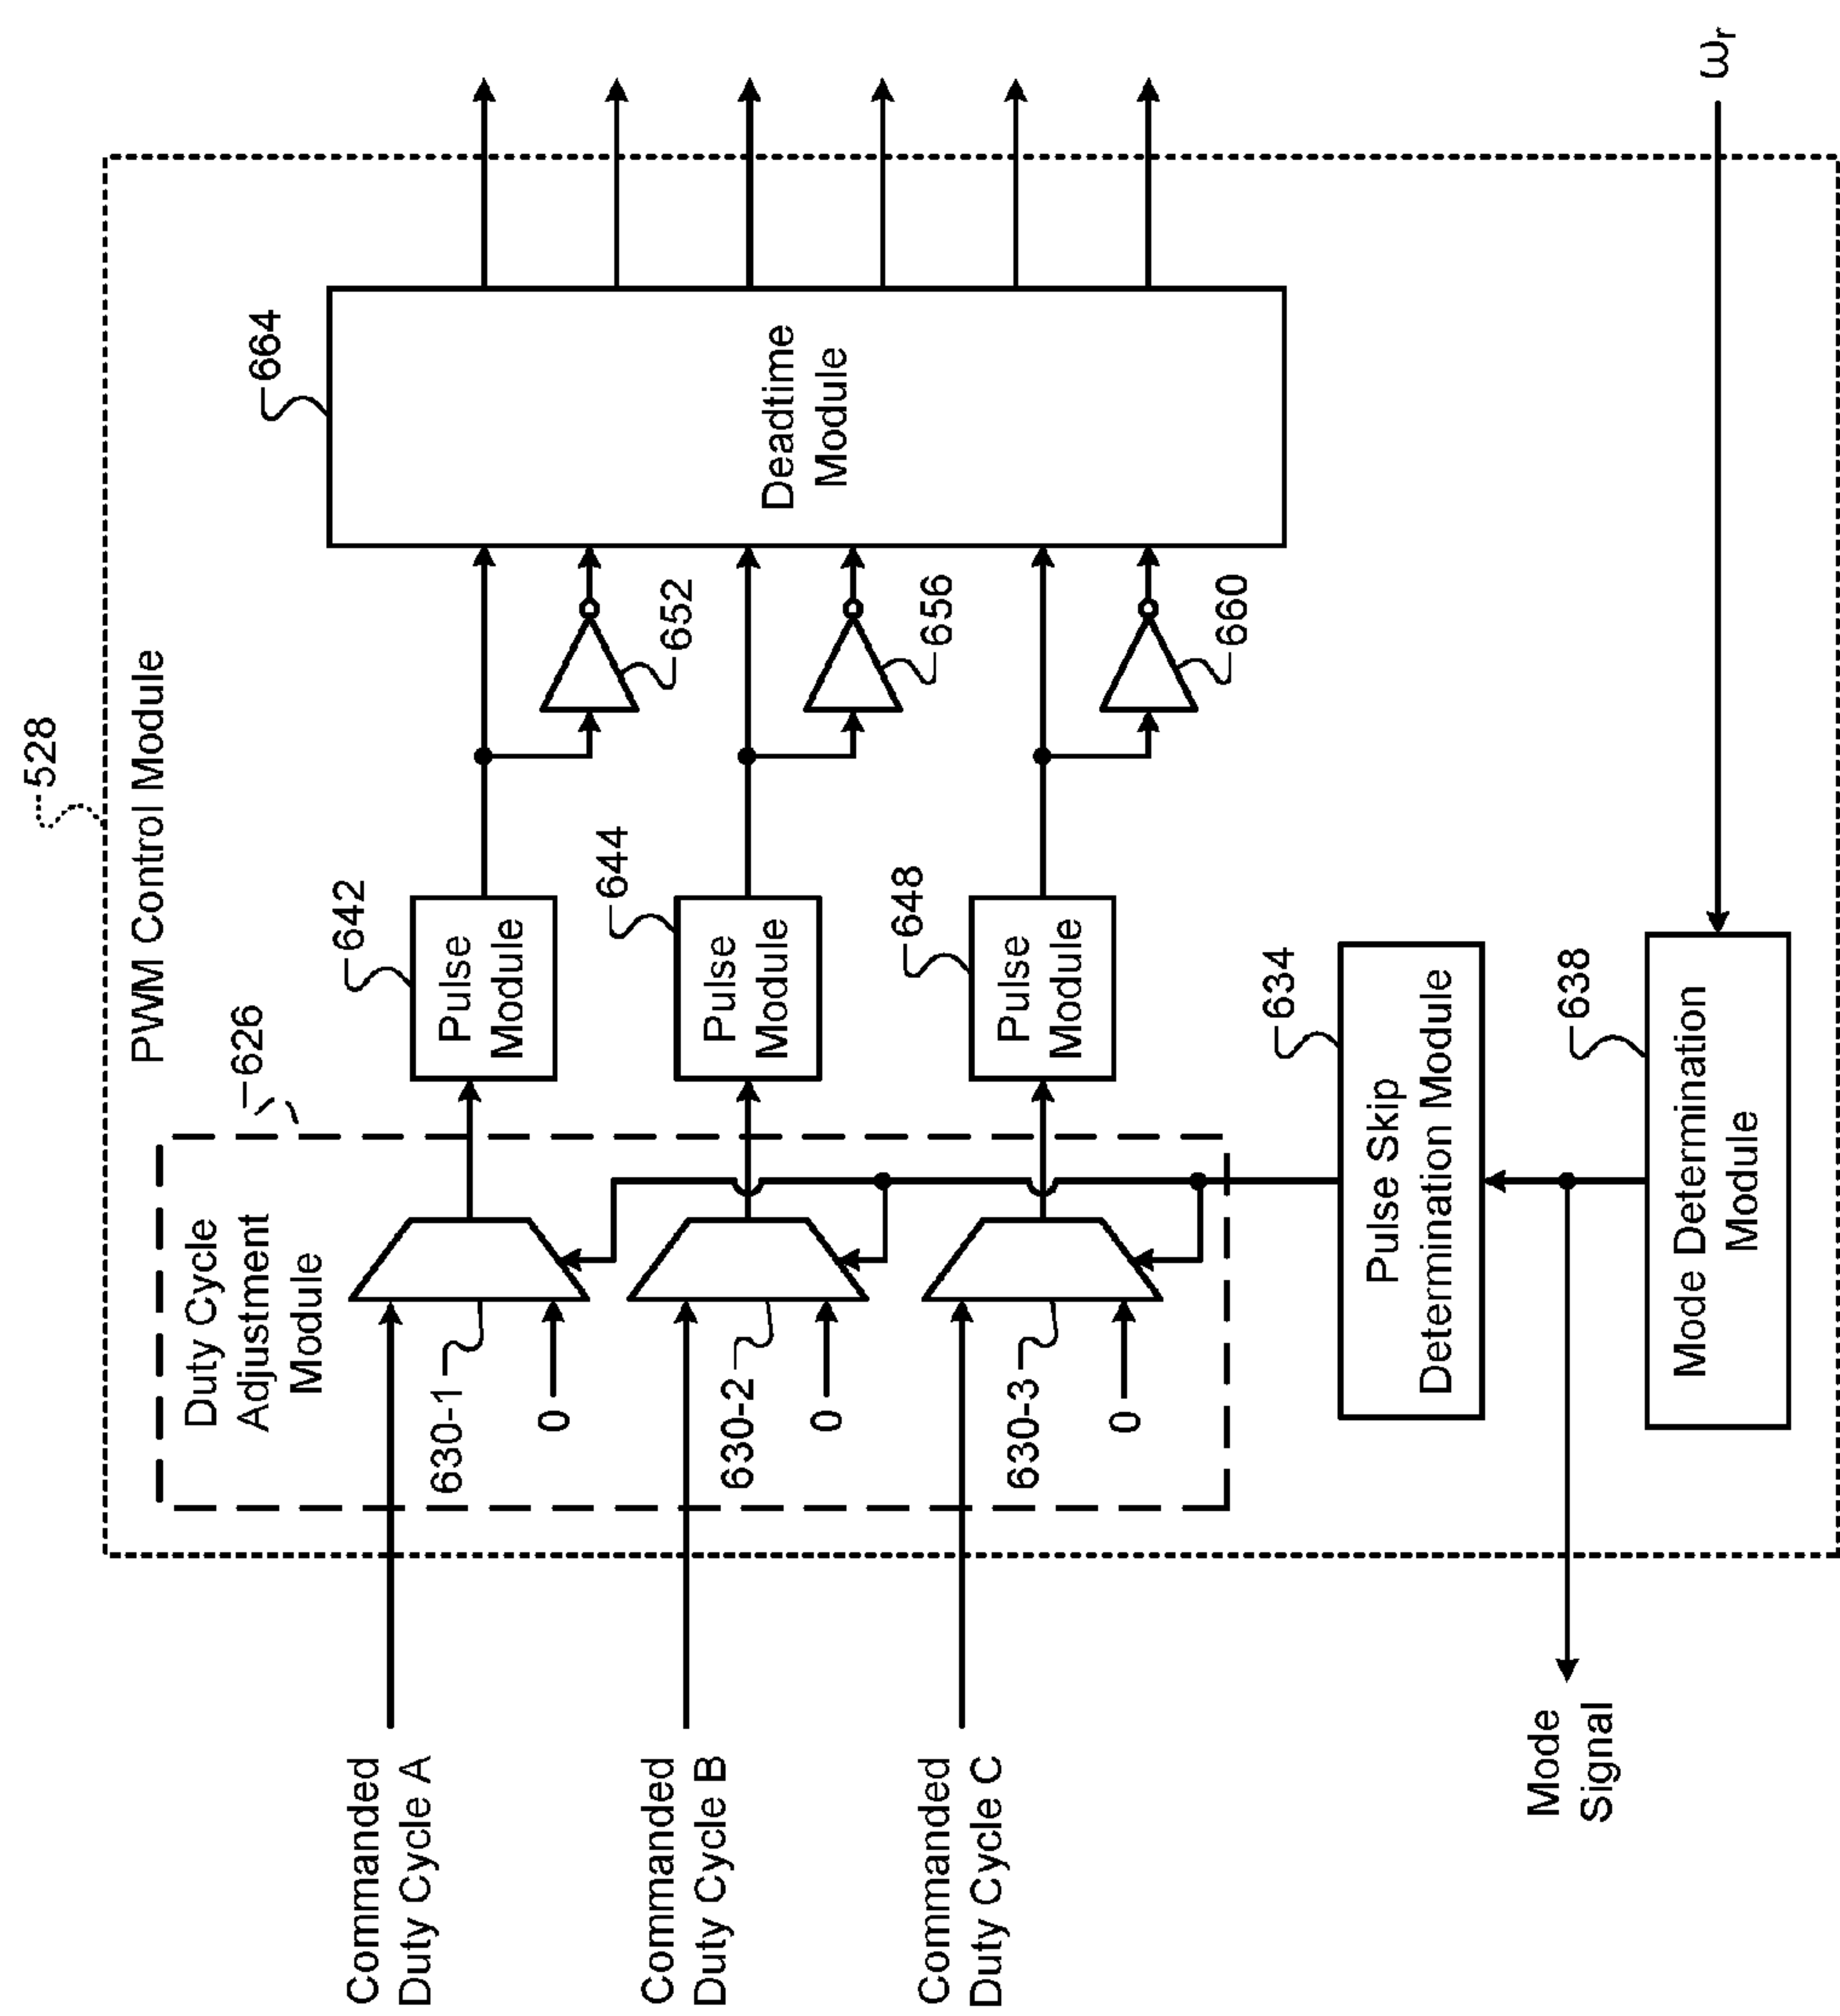 528
PWM Control Module
626
Duty Cycle
Adjustment
Module
Commanded
Duty Cycle A
630-1
0
642
Pulse
Module
652
664
Deadtime
Module
Commanded
Duty Cycle B
630-2
0
644
Pulse
Module
656
Commanded
Duty Cycle C
630-3
0
648
Pulse
Module
660
634
Pulse Skip
Determination Module
Mode
Signal
638
Mode Determination
Module
ωr